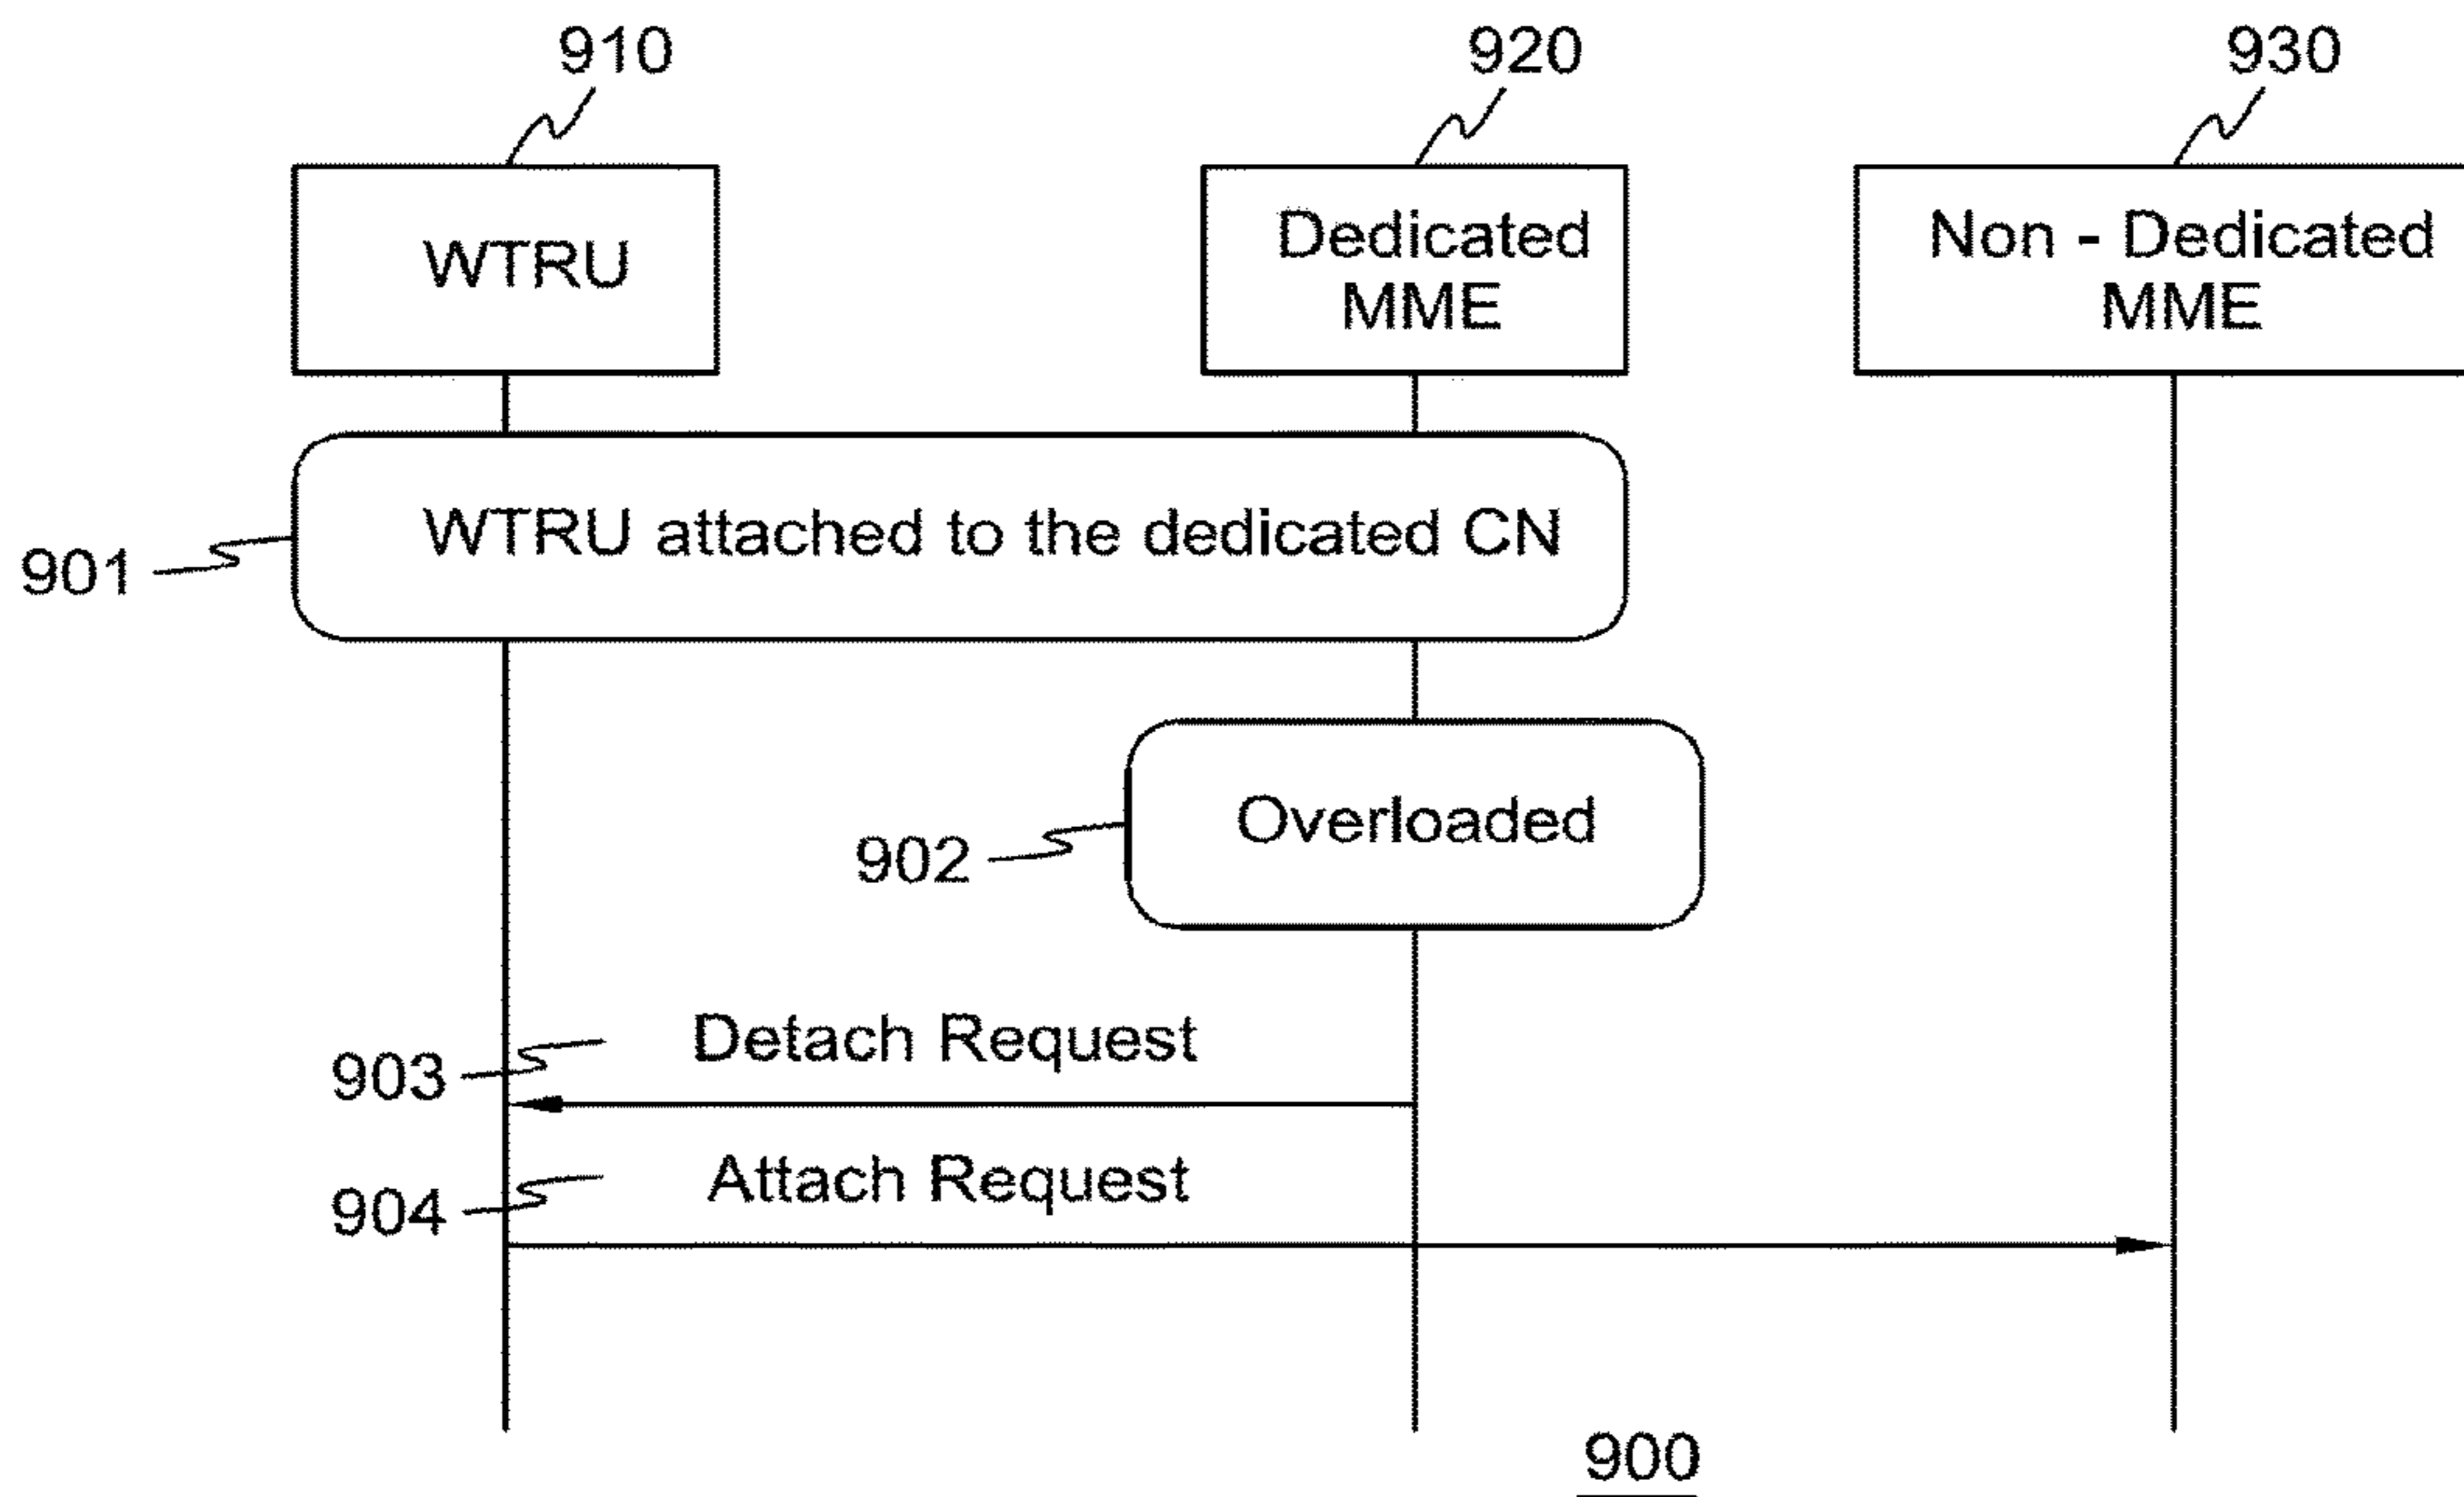 910
920
930
WTRU
Dedicated
MME
Non - Dedicated
MME
WTRU attached to the dedicated CN
901
Overloaded
902
Detach Request
903
Attach Request
904
900